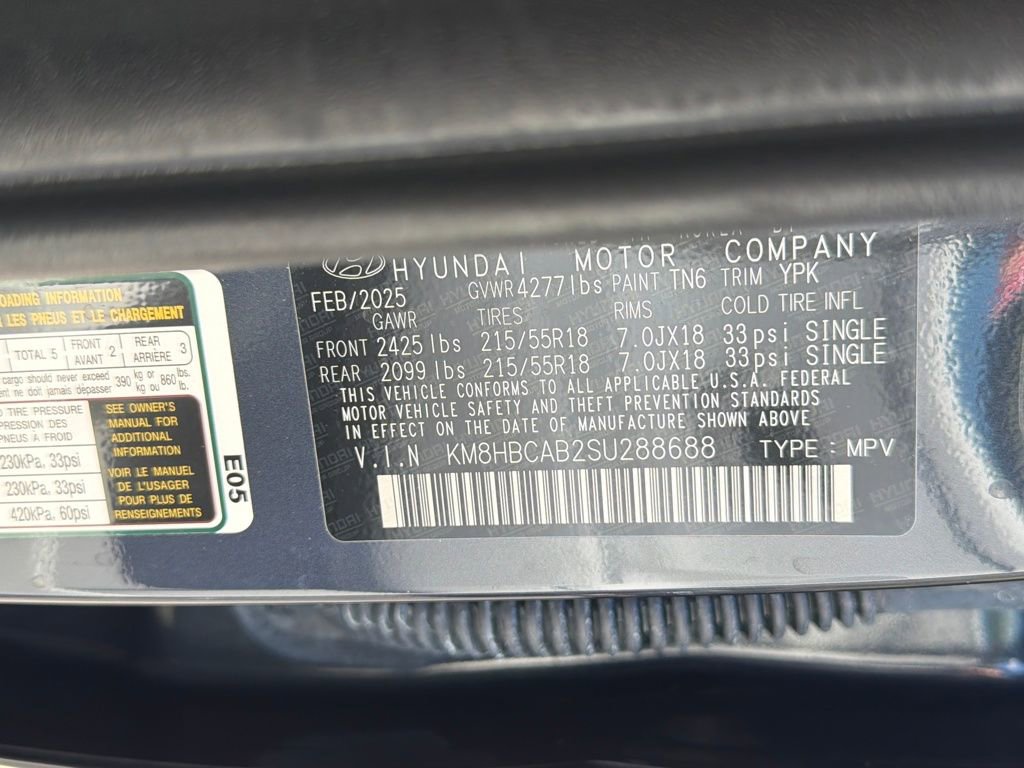 HYUNDAI MOTOR COMPANY
FEB/2025 GVWR 4277lbs PAINT TN6 TRIM YPK
GAWR TIRES RIMS COLD TIRE INFL
FRONT 2425lbs 215/55R18 7.0JX18 33psi SINGLE
REAR 2099lbs 215/55R18 7.0JX18 33psi SINGLE
THIS VEHICLE CONFORMS TO ALL APPLICABLE U.S.A. FEDERAL
MOTOR VEHICLE SAFETY AND THEFT PREVENTION STANDARDS
IN EFFECT ON THE DATE OF MANUFACTURE SHOWN ABOVE
V.I.N KM8HBCAB2SU288688 TYPE : MPV
INFORMATION
LES PNEUS ET LE CHARGEMENT
TOTAL 5 FRONT AVANT 2 REAR ARRIÈRE 3
cargo should never exceed
ne doit jamais dépasser
390 kg or kg ou 860 lbs. lb.
TIRE PRESSURE
PNEUS A FROID
230kPa, 33psi
230kPa, 33psi
420kPa, 60psi
SEE OWNER'S
MANUAL FOR
ADDITIONAL
INFORMATION
VOIR LE MANUEL
DE L'USAGER
POUR PLUS DE
RENSEIGNEMENTS
E05